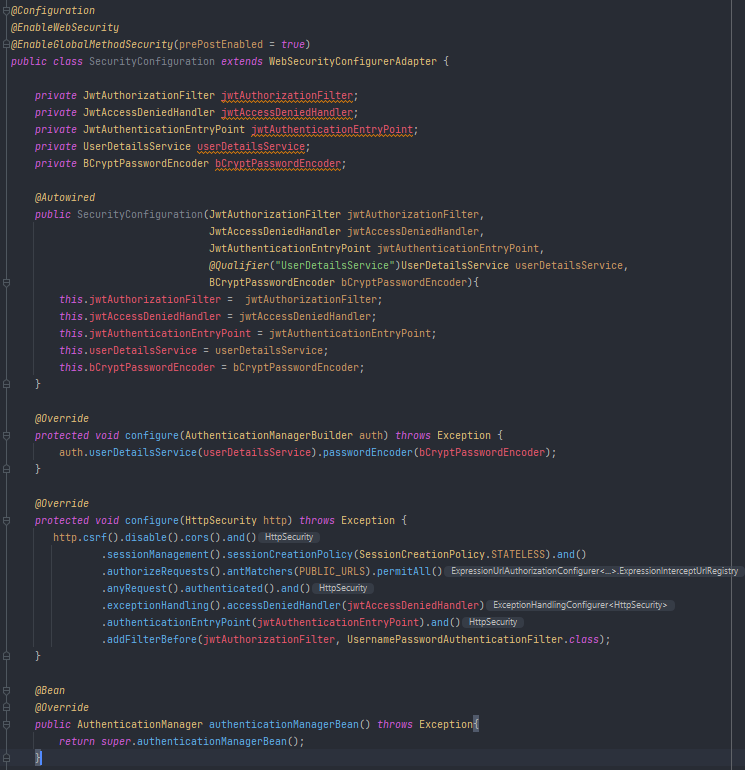 @Configuration
@EnableWebSecurity
@EnableGlobalMethodSecurity(prePostEnabled = true)
public class SecurityConfiguration extends WebSecurityConfigurerAdapter {
    private JwtAuthorizationFilter jwtAuthorizationFilter;
    private JwtAccessDeniedHandler jwtAccessDeniedHandler;
    private JwtAuthenticationEntryPoint jwtAuthenticationEntryPoint;
    private UserDetailsService userDetailsService;
    private BCryptPasswordEncoder bCryptPasswordEncoder;
    @Autowired
    public SecurityConfiguration(JwtAuthorizationFilter jwtAuthorizationFilter,
                                 JwtAccessDeniedHandler jwtAccessDeniedHandler,
                                 JwtAuthenticationEntryPoint jwtAuthenticationEntryPoint,
                                 @Qualifier("UserDetailsService")UserDetailsService userDetailsService,
                                 BCryptPasswordEncoder bCryptPasswordEncoder){
        this.jwtAuthorizationFilter =  jwtAuthorizationFilter;
        this.jwtAccessDeniedHandler = jwtAccessDeniedHandler;
        this.jwtAuthenticationEntryPoint = jwtAuthenticationEntryPoint;
        this.userDetailsService = userDetailsService;
        this.bCryptPasswordEncoder = bCryptPasswordEncoder;
    }
    @Override
    protected void configure(AuthenticationManagerBuilder auth) throws Exception {
        auth.userDetailsService(userDetailsService).passwordEncoder(bCryptPasswordEncoder);
    }
    @Override
    protected void configure(HttpSecurity http) throws Exception {
       http.csrf().disable().cors().and() HttpSecurity
               .sessionManagement().sessionCreationPolicy(SessionCreationPolicy.STATELESS).and()
               .authorizeRequests().antMatchers(PUBLIC_URLS).permitAll() ExpressionUrlAuthorizationConfigurer<...>.ExpressionInterceptUrlRegistry
               .anyRequest().authenticated().and() HttpSecurity
               .exceptionHandling().accessDeniedHandler(jwtAccessDeniedHandler) ExceptionHandlingConfigurer<HttpSecurity>
               .authenticationEntryPoint(jwtAuthenticationEntryPoint).and() HttpSecurity
               .addFilterBefore(jwtAuthorizationFilter, UsernamePasswordAuthenticationFilter.class);
    }
    @Bean
    @Override
    public AuthenticationManager authenticationManagerBean() throws Exception{
        return super.authenticationManagerBean();
    }